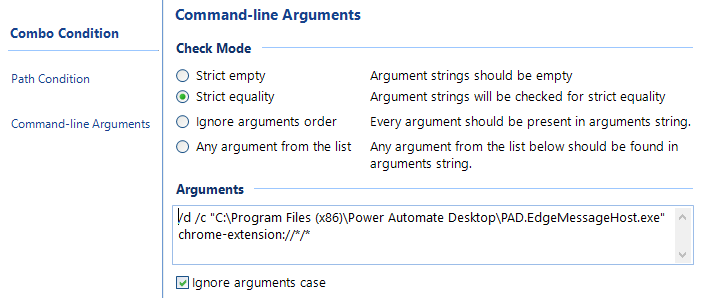 Combo Condition
Path Condition
Command-line Arguments
Command-line Arguments
Check Mode
Strict empty Argument strings should be empty
Strict equality Argument strings will be checked for strict equality
Ignore arguments order Every argument should be present in arguments string.
Any argument from the list Any argument from the list below should be found in
arguments string.
Arguments
/d /c "C:\Program Files (x86)\Power Automate Desktop\PAD.EdgeMessageHost.exe"
chrome-extension://*/*
Ignore arguments case